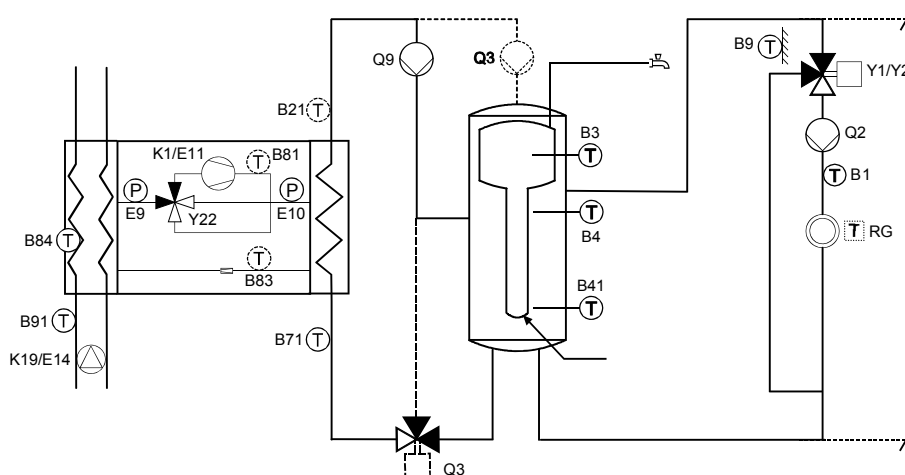 B9
T
Q9
Q3
Y1/Y2
B21
T
B3
T
Q2
K1/E11
T
B81
P
P
T
B1
E9
Y22
E10
T
B4
T
RG
B84
T
T
B83
B41
T
B91
T
B71
T
K19/E14
Q3